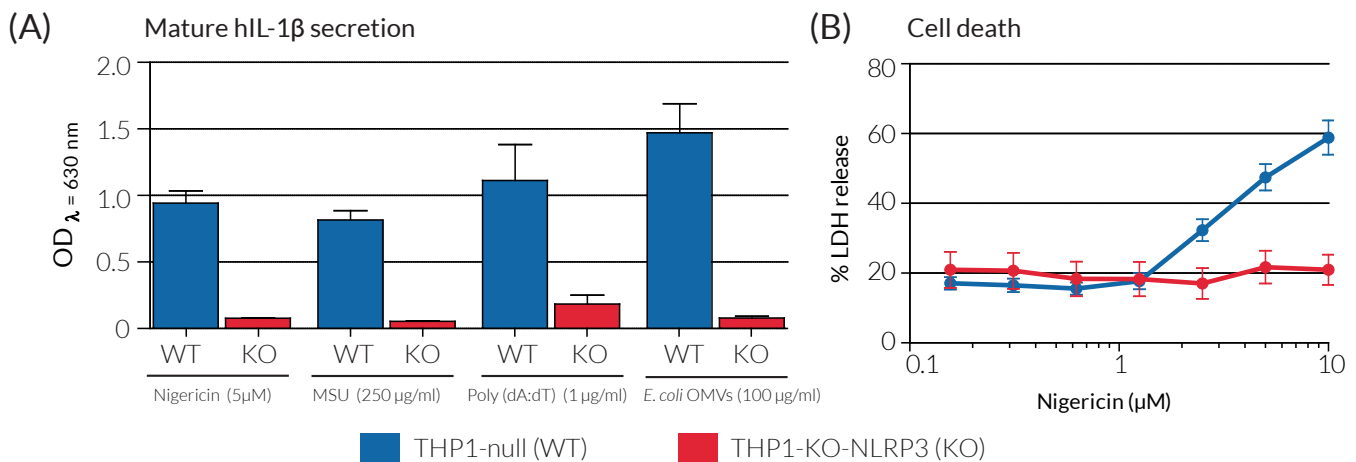 (A) Mature hIL-1β secretion
OD λ = 630 nm
2.0
1.5
1.0
0.5
0
WT KO WT KO WT KO WT KO
Nigericin (5µM) MSU (250 µg/ml) Poly (dA:dT) (1 µg/ml) E. coli OMVs (100 µg/ml)
(B) Cell death
% LDH release
80
60
40
20
0
0.1 1 10
Nigericin (µM)
THP1-null (WT) THP1-KO-NLRP3 (KO)